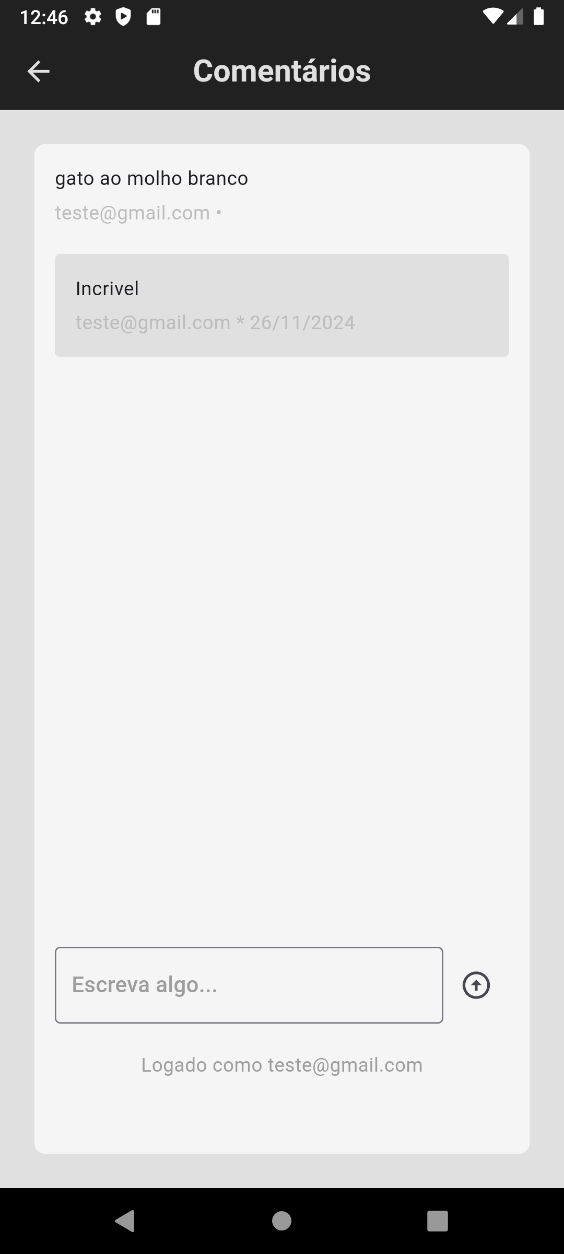 12:46
Comentários
gato ao molho branco
teste@gmail.com •
Incrivel
teste@gmail.com * 26/11/2024
Escreva algo...
Logado como teste@gmail.com